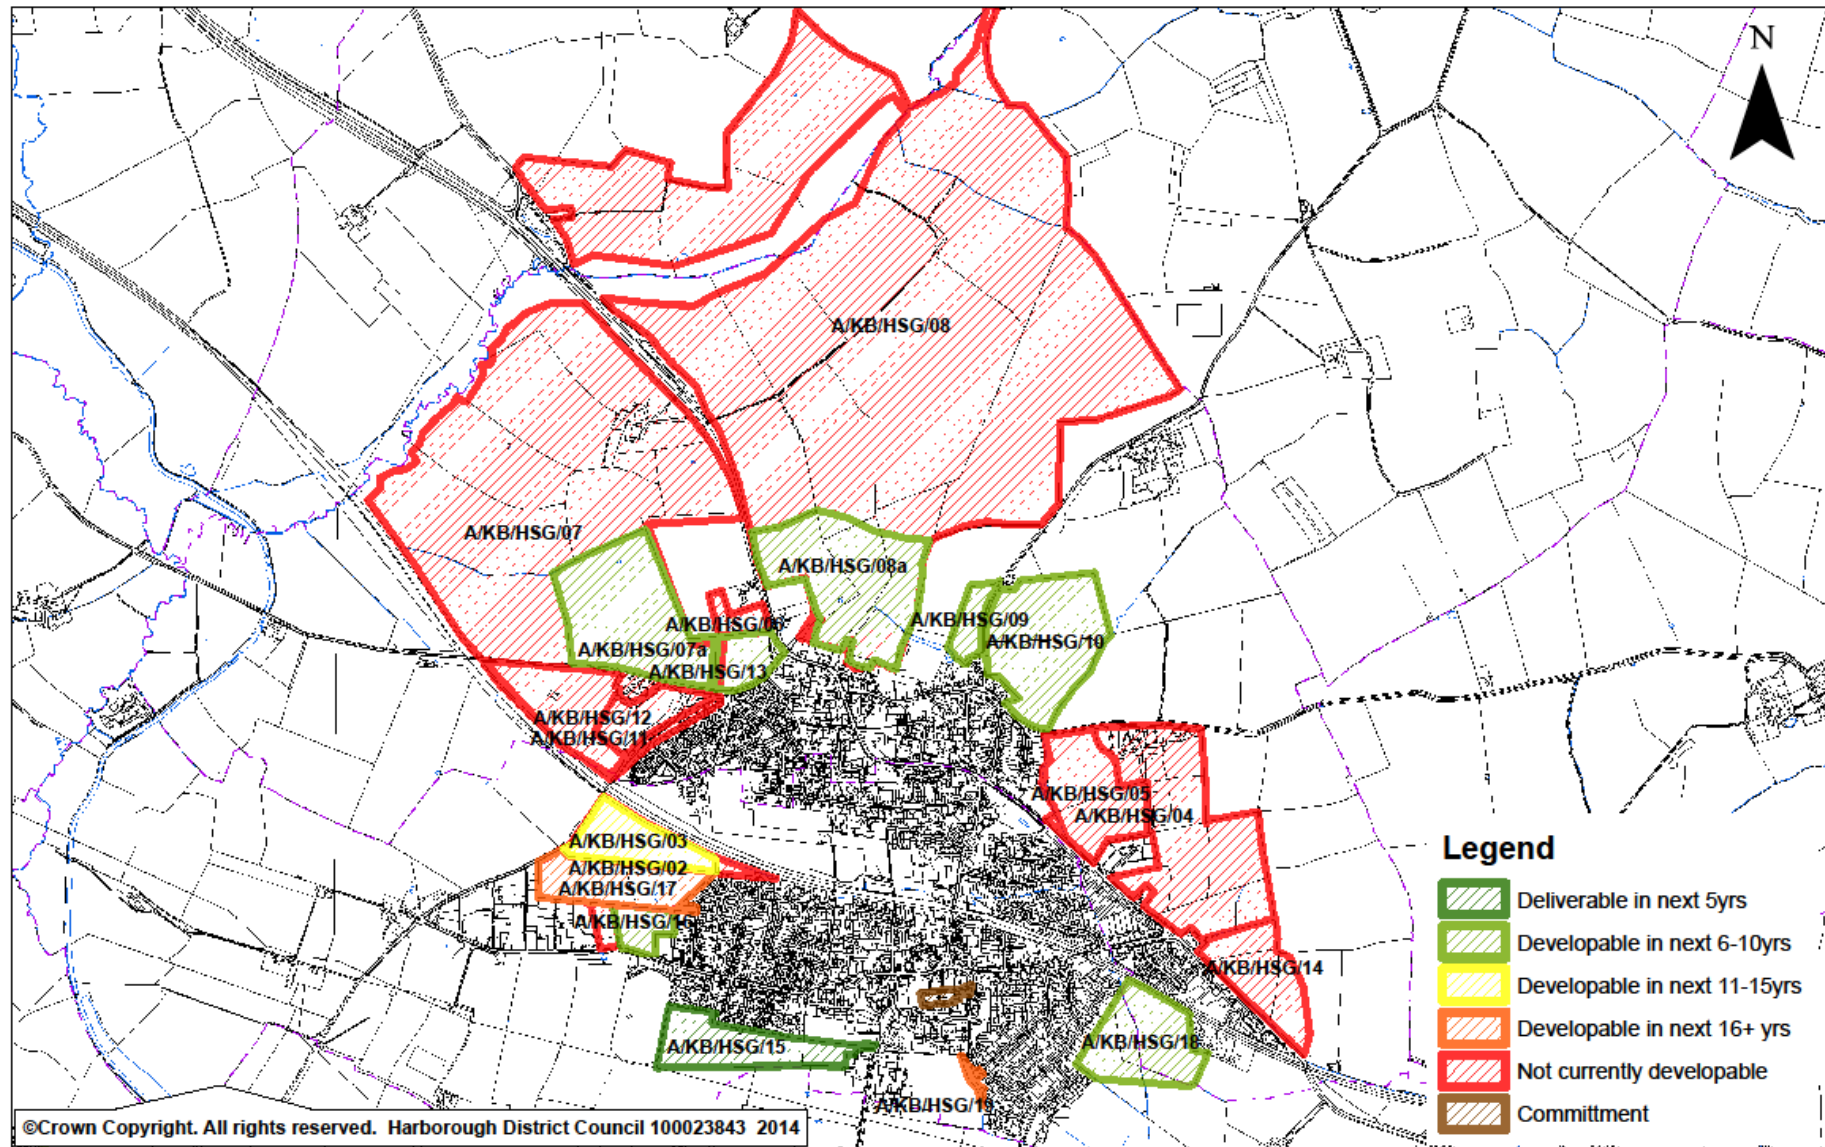 N
A/KB/HSG/08
A/KB/HSG/07
A/KB/HSG/08a
A/KB/HSG/09
A/KB/HSG/10
A/KB/HSG/07a
A/KB/HSG/13
A/KB/HSG/12
A/KB/HSG/11
A/KB/HSG/05
A/KB/HSG/04
A/KB/HSG/03
A/KB/HSG/02
A/KB/HSG/17
A/KB/HSG/14
A/KB/HSG/15
A/KB/HSG/18
A/KB/HSG/19
Legend
Deliverable in next 5yrs
Developable in next 6-10yrs
Developable in next 11-15yrs
Developable in next 16+ yrs
Not currently developable
Committment
©Crown Copyright. All rights reserved. Harborough District Council 100023843 2014